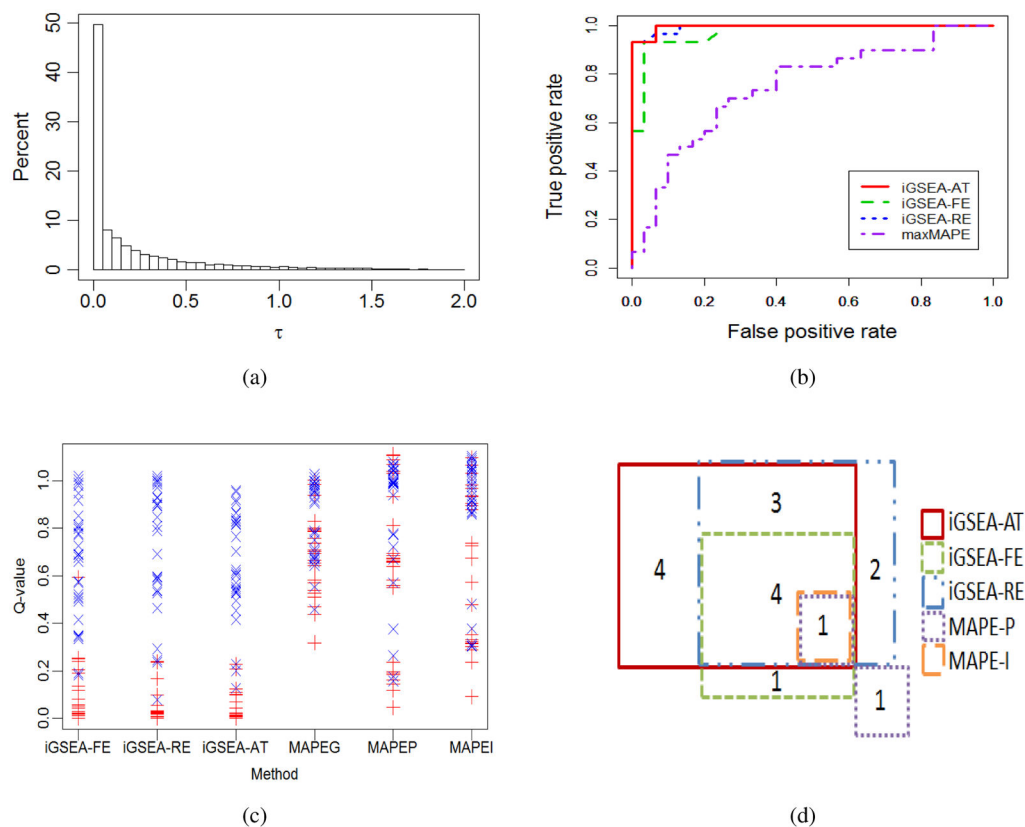 50
40
30
20
10
0
Percent
0.0 0.5 1.0 1.5 2.0
τ
(a)
1.0
0.8
0.6
0.4
0.2
0.0
True positive rate
iGSEA-AT
iGSEA-FE
iGSEA-RE
maxMAPE
0.0 0.2 0.4 0.6 0.8 1.0
False positive rate
(b)
1.0
0.8
0.6
0.4
0.2
0.0
Q-value
iGSEA-FE iGSEA-RE iGSEA-AT MAPEG MAPEP MAPEI
Method
(c)
3
4
4
2
1
1
1
iGSEA-AT
iGSEA-FE
iGSEA-RE
MAPE-P
MAPE-I
(d)